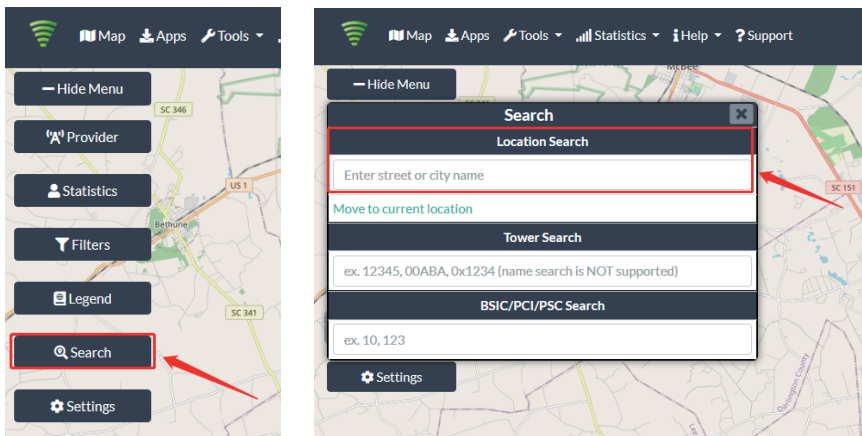 Map Apps Tools
Hide Menu
SC 346
Provider
Statistics
US 1
Bethune
Filters
Legend
SC 341
Search
Settings
Map Apps Tools Statistics Help Support
McBEE
Hide Menu
Search
Location Search
Enter street or city name
SC 151
Move to current location
Tower Search
ex. 12345, 00ABA, 0x1234 (name search is NOT supported)
BSIC/PCI/PSC Search
ex. 10, 123
Settings
Darlington County